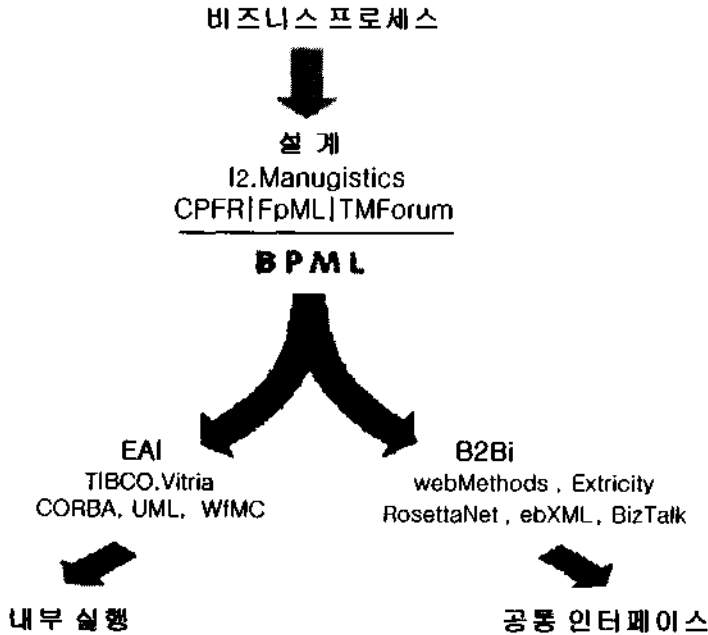 비즈니스 프로세스
설 계
I2.Manugistics
CPFR|FpML|TMForum
BPML
EAI
TIBCO.Vitria
CORBA, UML, WfMC
B2Bi
webMethods , Extricity
RosettaNet , ebXML, BizTalk
내부 실행
공통 인터페이스